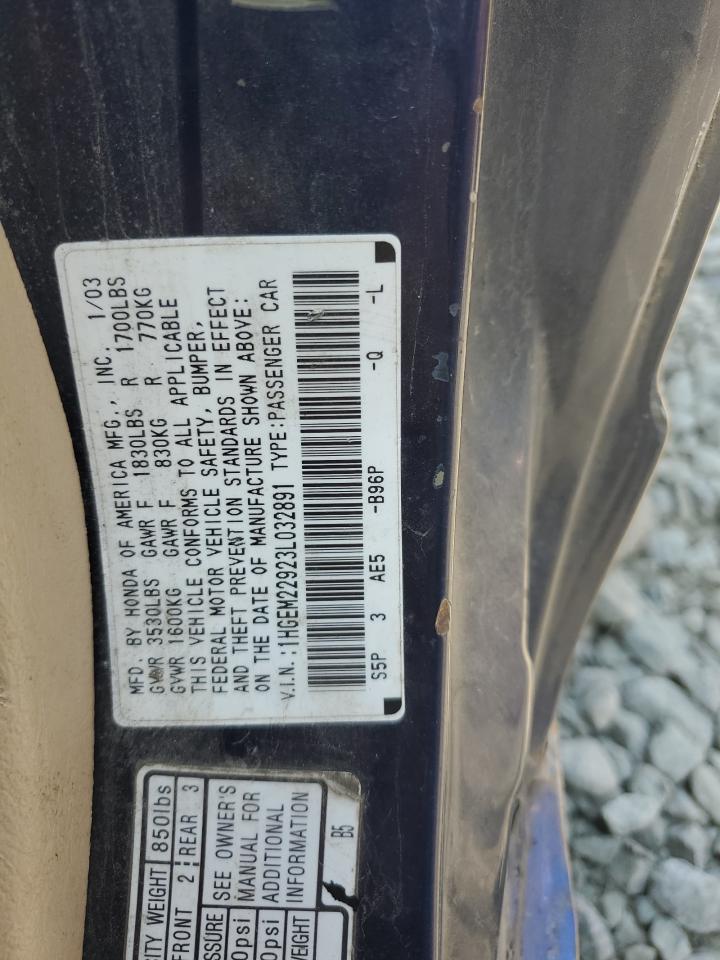 MFD. BY HONDA OF AMERICA MFG., INC. 1/03
GVWR 3530LBS GAWR F 1830LBS R 1700LBS
GVWR 1600KG GAWR F 830KG R 770KG
THIS VEHICLE CONFORMS TO ALL APPLICABLE
FEDERAL MOTOR VEHICLE SAFETY, BUMPER,
AND THEFT PREVENTION STANDARDS IN EFFECT
ON THE DATE OF MANUFACTURE SHOWN ABOVE:
V.I.N.:1HGEM22923L032891 TYPE:PASSENGER CAR
S5P 3 AE5 -B96P -Q -L
CITY WEIGHT 850lbs
FRONT 2 REAR 3
SSURE SEE OWNER'S
0psi MANUAL FOR
0psi ADDITIONAL
WEIGHT INFORMATION
B5